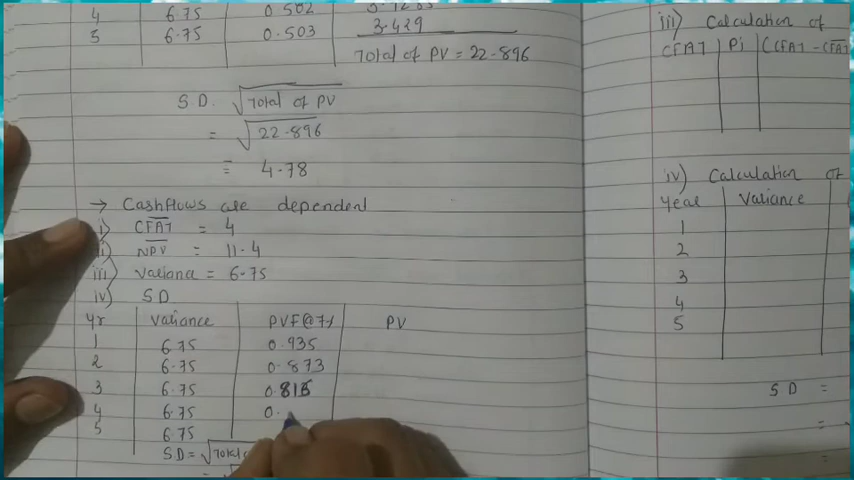 4 6.75 0.502
5 6.75 0.503 3.429
Total of PV = 22.896
S.D. √Total of PV
= √22.896
= 4.78
→ Cashflows are dependent
i) CFAT = 4
NPV = 11.4
iii) Variance = 6.75
iv) SD
Yr Variance PVF@7% PV
1 6.75 0.935
2 6.75 0.873
3 6.75 0.816
4 6.75 0.
5 6.75
SD = √Total
iii) Calculation of
CFAT Pi (CFAT - CFAT
iv) Calculation of
Year Variance
1
2
3
4
5
SD =
=
=